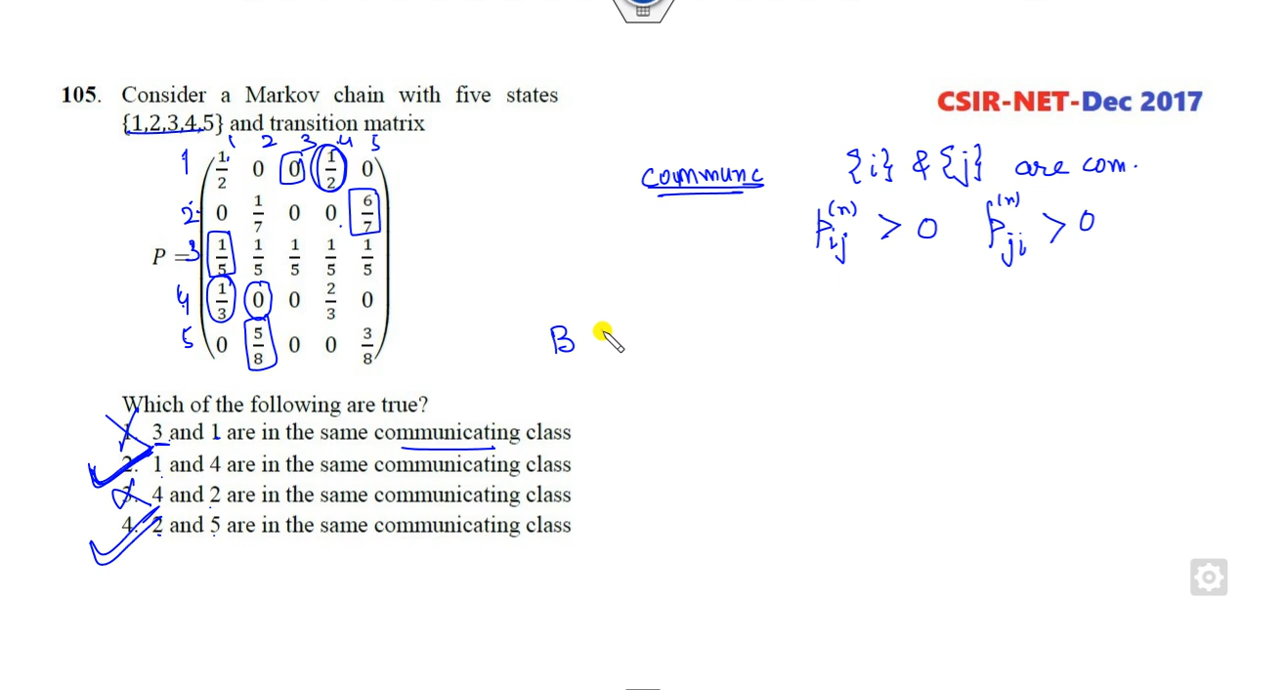 105. Consider a Markov chain with five states
{1,2,3,4,5} and transition matrix
1 2 3 4 5
1 1/2 0 0 1/2 0
2 0 1/7 0 0 6/7
P = 3 1/5 1/5 1/5 1/5 1/5
4 1/3 0 0 2/3 0
5 0 5/8 0 0 3/8
Which of the following are true?
1. 3 and 1 are in the same communicating class
2. 1 and 4 are in the same communicating class
3. 4 and 2 are in the same communicating class
4. 2 and 5 are in the same communicating class
CSIR-NET-Dec 2017
communc {i} & {j} are com.
p_ij^(n) > 0 p_ji^(n) > 0
B